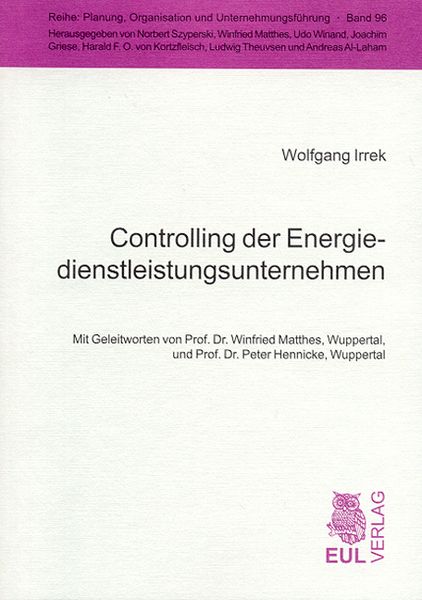 Reihe: Planung, Organisation und Unternehmungsführung · Band 96
Herausgegeben von Norbert Szyperski, Winfried Matthes, Udo Winand, Joachim
Griese, Harald F. O. von Kortzfleisch, Ludwig Theuvsen und Andreas Al-Laham
Wolfgang Irrek
Controlling der Energie-
dienstleistungsunternehmen
Mit Geleitworten von Prof. Dr. Winfried Matthes, Wuppertal,
und Prof. Dr. Peter Hennicke, Wuppertal
EUL
VERLAG